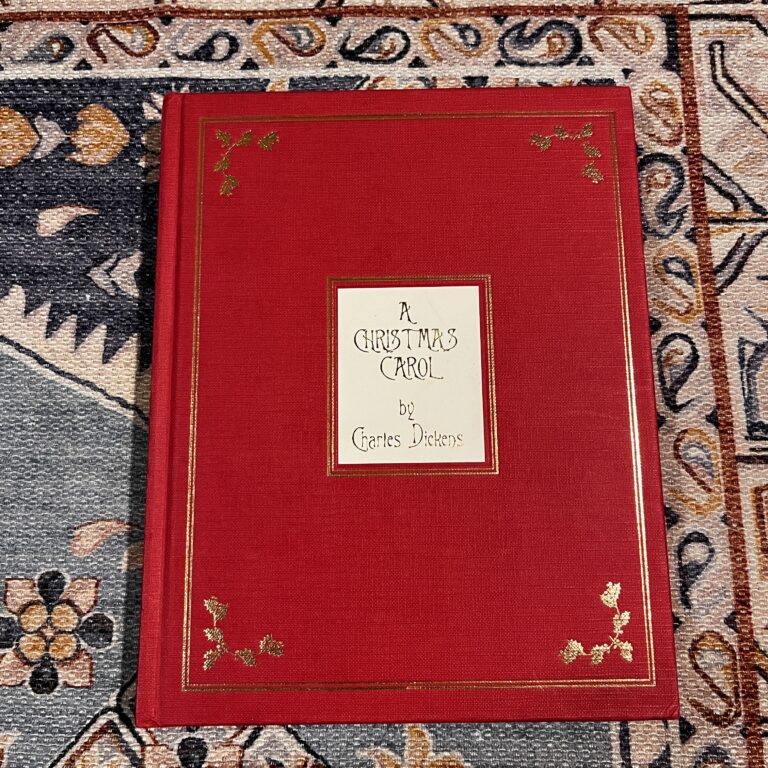 A
CHRISTMAS
CAROL
by
Charles Dickens